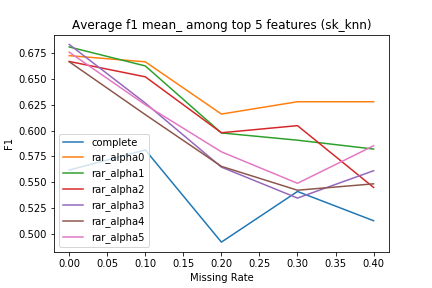 Average f1 mean_ among top 5 features (sk_knn)
0.675
0.650
0.625
0.600
0.575
0.550
0.525
0.500
F1
complete
rar_alpha0
rar_alpha1
rar_alpha2
rar_alpha3
rar_alpha4
rar_alpha5
0.00 0.05 0.10 0.15 0.20 0.25 0.30 0.35 0.40
Missing Rate